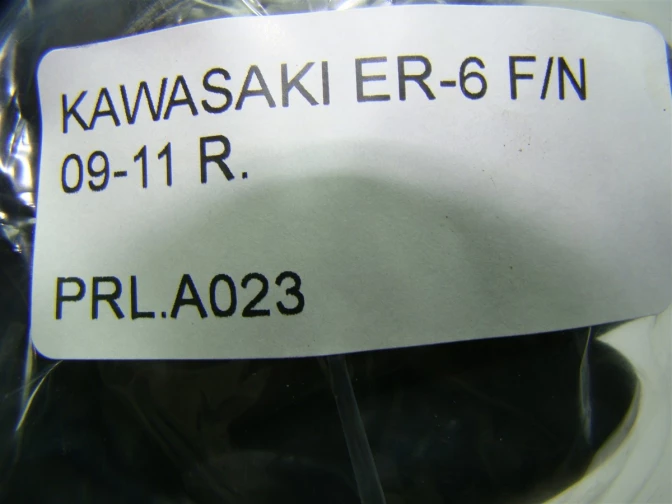 KAWASAKI ER-6 F/N
09-11 R.
PRL.A023